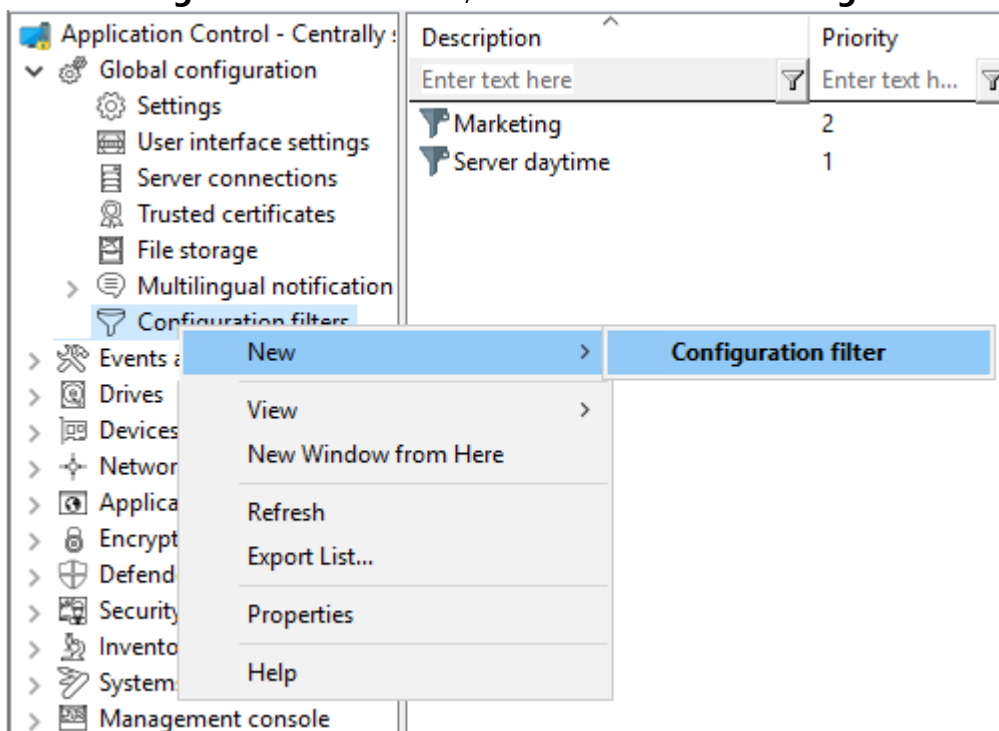 Application Control - Centrally
Description
Priority
Global configuration
Enter text here
Enter text h...
Settings
Marketing
2
User interface settings
Server daytime
1
Server connections
Trusted certificates
File storage
Multilingual notification
Configuration filters
New
Configuration filter
Events
Drives
View
Devices
New Window from Here
Networ
Applica
Refresh
Encrypt
Export List...
Defend
Security
Properties
Invento
System
Help
Management console